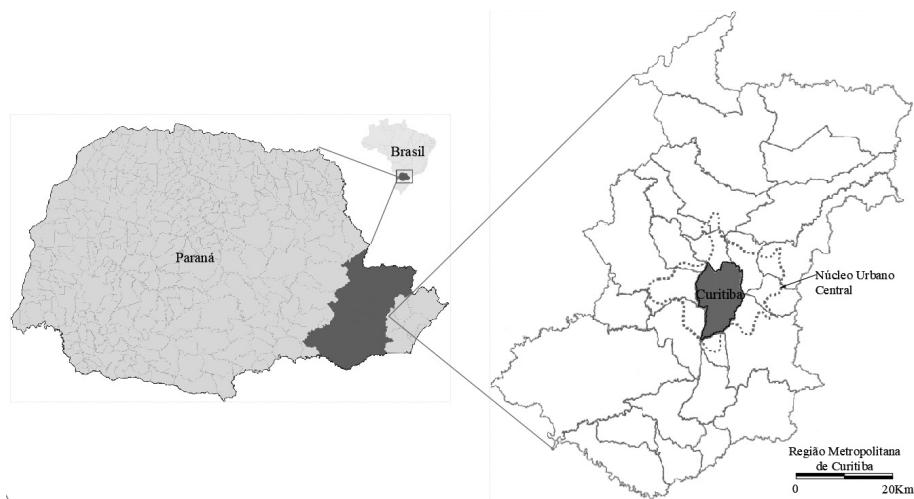 Brasil
Paraná
Curitiba
Núcleo Urbano
Central
Região Metropolitana
de Curitiba
0 20Km